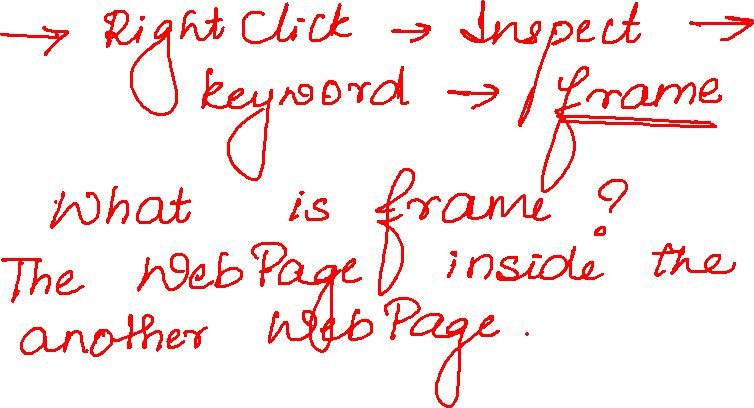 → Right Click → Inspect →
keyword → frame
What is frame?
The WebPage inside the
another WebPage.